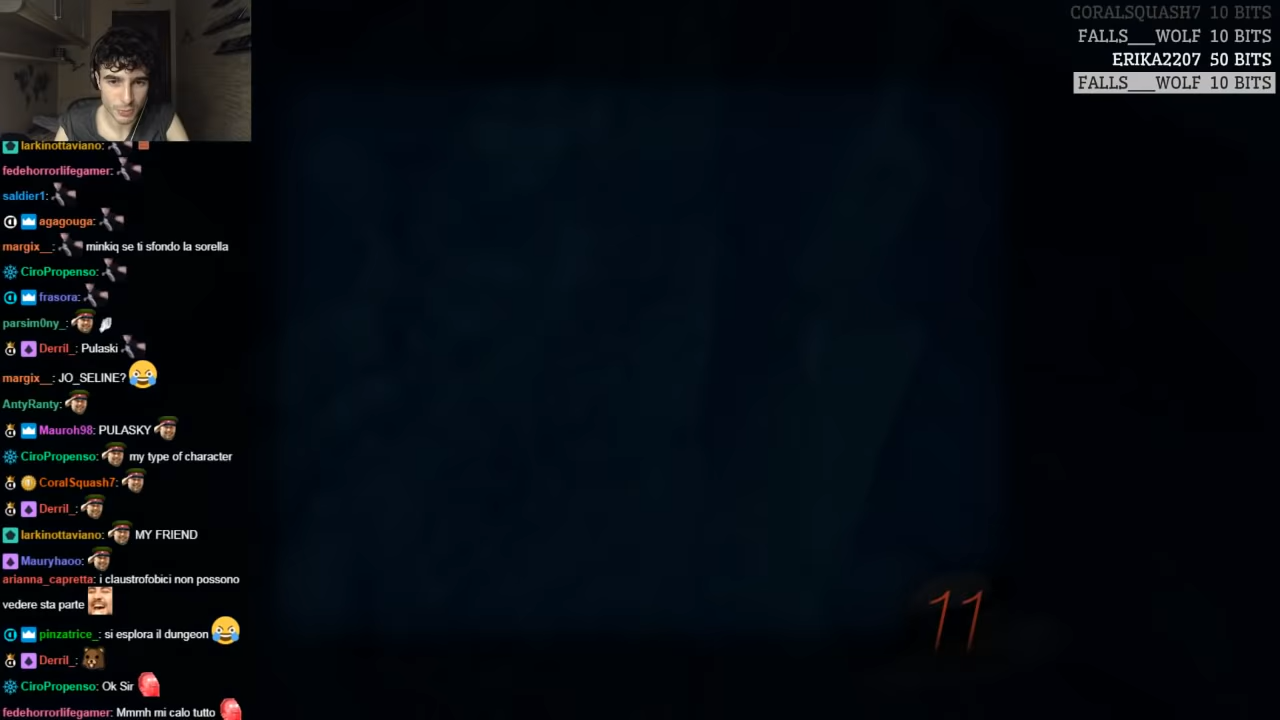 CORALSQUASH7 10 BITS
FALLS___WOLF 10 BITS
ERIKA2207 50 BITS
FALLS___WOLF 10 BITS
larkinottaviano:
fedehorrorlifegamer:
saldier1:
agagouga:
margix__: minkiq se ti sfondo la sorella
CiroPropenso:
frasora:
parsim0ny_:
Derril_: Pulaski
margix__: JO_SELINE?
AntyRanty:
Mauroh98: PULASKY
CiroPropenso: my type of character
CoralSquash7:
Derril_:
larkinottaviano: MY FRIEND
Mauryhaoo:
arianna_capretta: i claustrofobici non possono
vedere sta parte
pinzatrice_: si esplora il dungeon
Derril_:
CiroPropenso: Ok Sir
fedehorrorlifegamer: Mmmh mi calo tutto
11